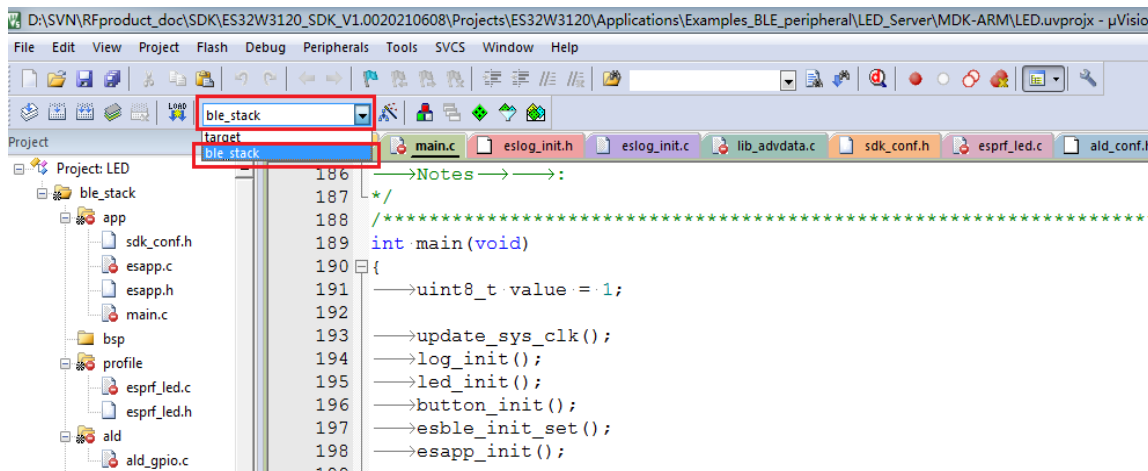 D:\SVN\RFproduct_doc\SDK\ES32W3120_SDK_V1.0020210608\Projects\ES32W3120\Applications\Examples_BLE_peripheral\LED_Server\MDK-ARM\LED.uvprojx - µVisio
File Edit View Project Flash Debug Peripherals Tools SVCS Window Help
LOAD ble_stack
target
ble_stack
Project
main.c eslog_init.h eslog_init.c lib_advdata.c sdk_conf.h esprf_led.c ald_conf.h
Project: LED
ble_stack
app
sdk_conf.h
esapp.c
esapp.h
main.c
bsp
profile
esprf_led.c
esprf_led.h
ald
ald_gpio.c
186 →Notes→→:
187 */
188 /******************************************************************
189 int·main(void)
190 {
191 →uint8_t·value·=·1;
192
193 →update_sys_clk();
194 →log_init();
195 →led_init();
196 →button_init();
197 →esble_init_set();
198 →esapp_init();